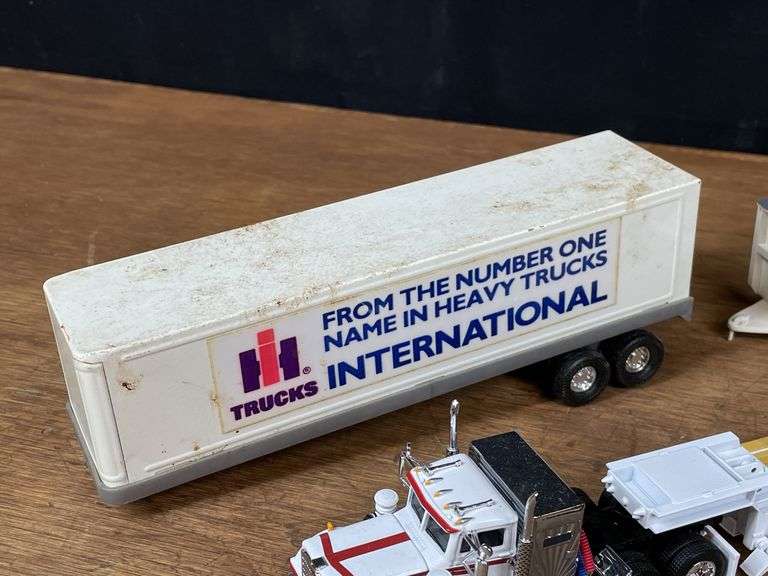 FROM THE NUMBER ONE
NAME IN HEAVY TRUCKS
INTERNATIONAL
IH®
TRUCKS